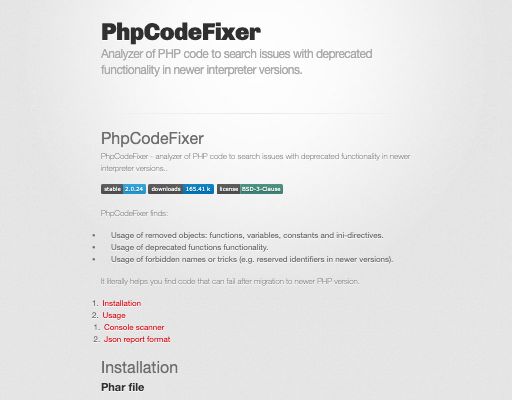 PhpCodeFixer
Analyzer of PHP code to search issues with deprecated
functionality in newer interpreter versions.
PhpCodeFixer
PhpCodeFixer - analyzer of PHP code to search issues with deprecated functionality in newer
interpreter versions..
stable 2.0.24 downloads 165.41 k license BSD-3-Clause
PhpCodeFixer finds:
• Usage of removed objects: functions, variables, constants and ini-directives.
• Usage of deprecated functions functionality.
• Usage of forbidden names or tricks (e.g. reserved identifiers in newer versions).
It literally helps you find code that can fail after migration to newer PHP version.
1. Installation
2. Usage
1. Console scanner
2. Json report format
Installation
Phar file